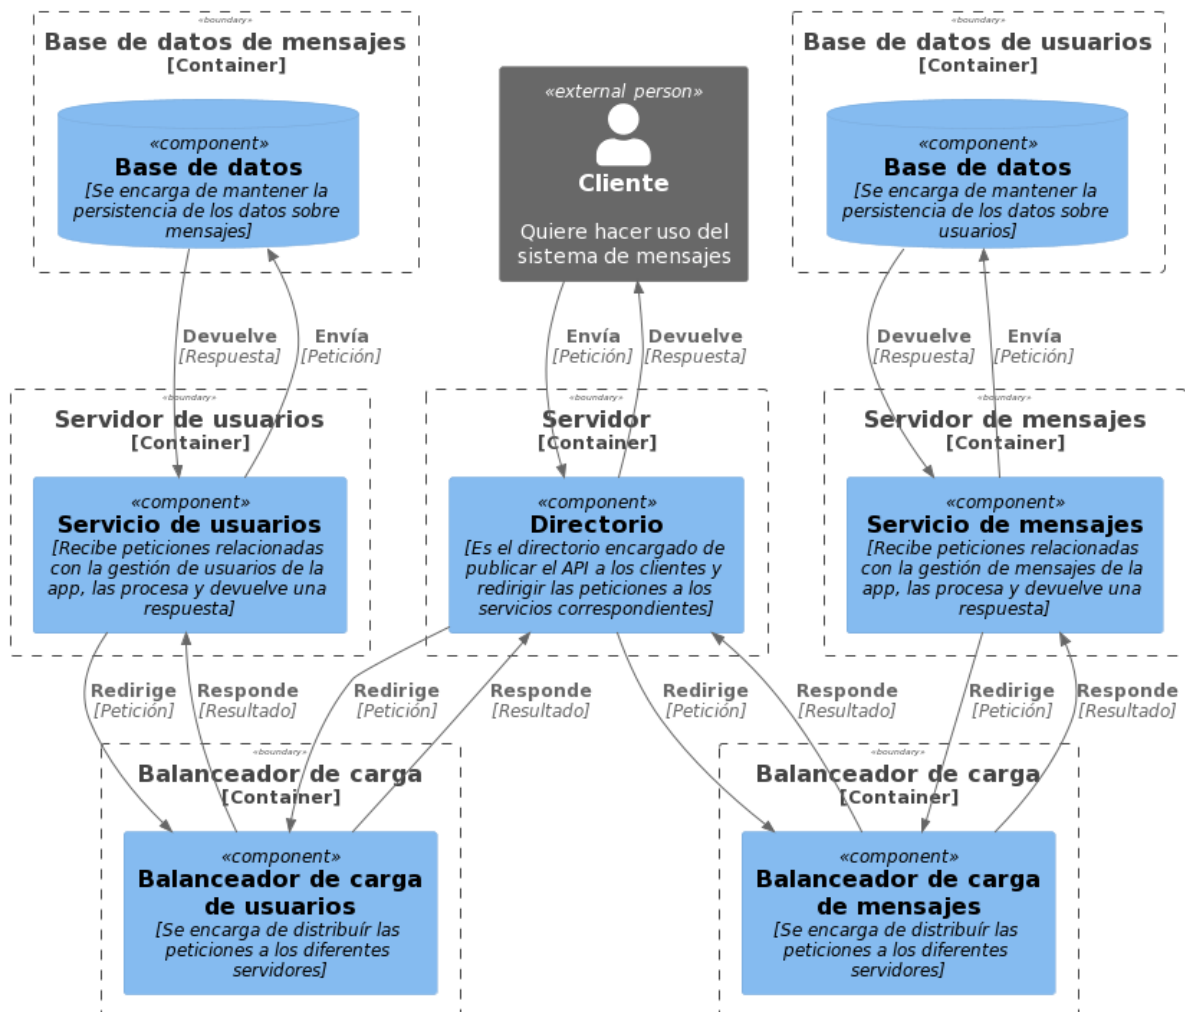 «boundary»
Base de datos de mensajes
[Container]
«component»
Base de datos
[Se encarga de mantener la
persistencia de los datos sobre
mensajes]
«external person»
Cliente
Quiere hacer uso del
sistema de mensajes
«boundary»
Base de datos de usuarios
[Container]
«component»
Base de datos
[Se encarga de mantener la
persistencia de los datos sobre
usuarios]
Devuelve
[Respuesta]
Envía
[Petición]
Envía
[Petición]
Devuelve
[Respuesta]
Devuelve
[Respuesta]
Envía
[Petición]
«boundary»
Servidor de usuarios
[Container]
«component»
Servicio de usuarios
[Recibe peticiones relacionadas
con la gestión de usuarios de la
app, las procesa y devuelve una
respuesta]
«boundary»
Servidor
[Container]
«component»
Directorio
[Es el directorio encargado de
publicar el API a los clientes y
redirigir las peticiones a los
servicios correspondientes]
«boundary»
Servidor de mensajes
[Container]
«component»
Servicio de mensajes
[Recibe peticiones relacionadas
con la gestión de mensajes de la
app, las procesa y devuelve una
respuesta]
Redirige
[Petición]
Responde
[Resultado]
Redirige
[Petición]
Responde
[Resultado]
Redirige
[Petición]
Responde
[Resultado]
Redirige
[Petición]
Responde
[Resultado]
«boundary»
Balanceador de carga
[Container]
«component»
Balanceador de carga
de usuarios
[Se encarga de distribuír las
peticiones a los diferentes
servidores]
«boundary»
Balanceador de carga
[Container]
«component»
Balanceador de carga
de mensajes
[Se encarga de distribuír las
peticiones a los diferentes
servidores]